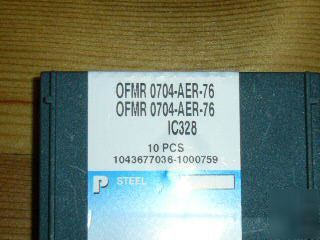 OFMR 0704-AER-76
OFMR 0704-AER-76
IC328
10 PCS
1043677036-1000759
P STEEL